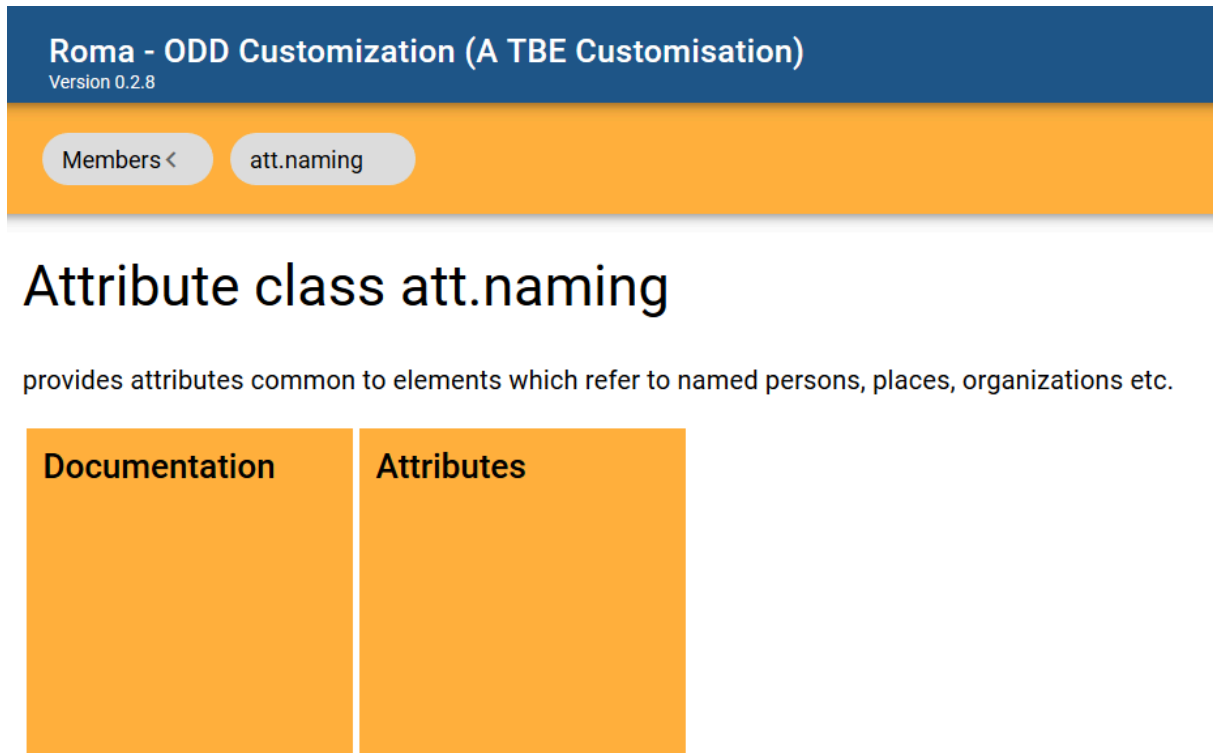 Roma - ODD Customization (A TBE Customisation)
Version 0.2.8
Members <
att.naming
Attribute class att.naming
provides attributes common to elements which refer to named persons, places, organizations etc.
Documentation
Attributes